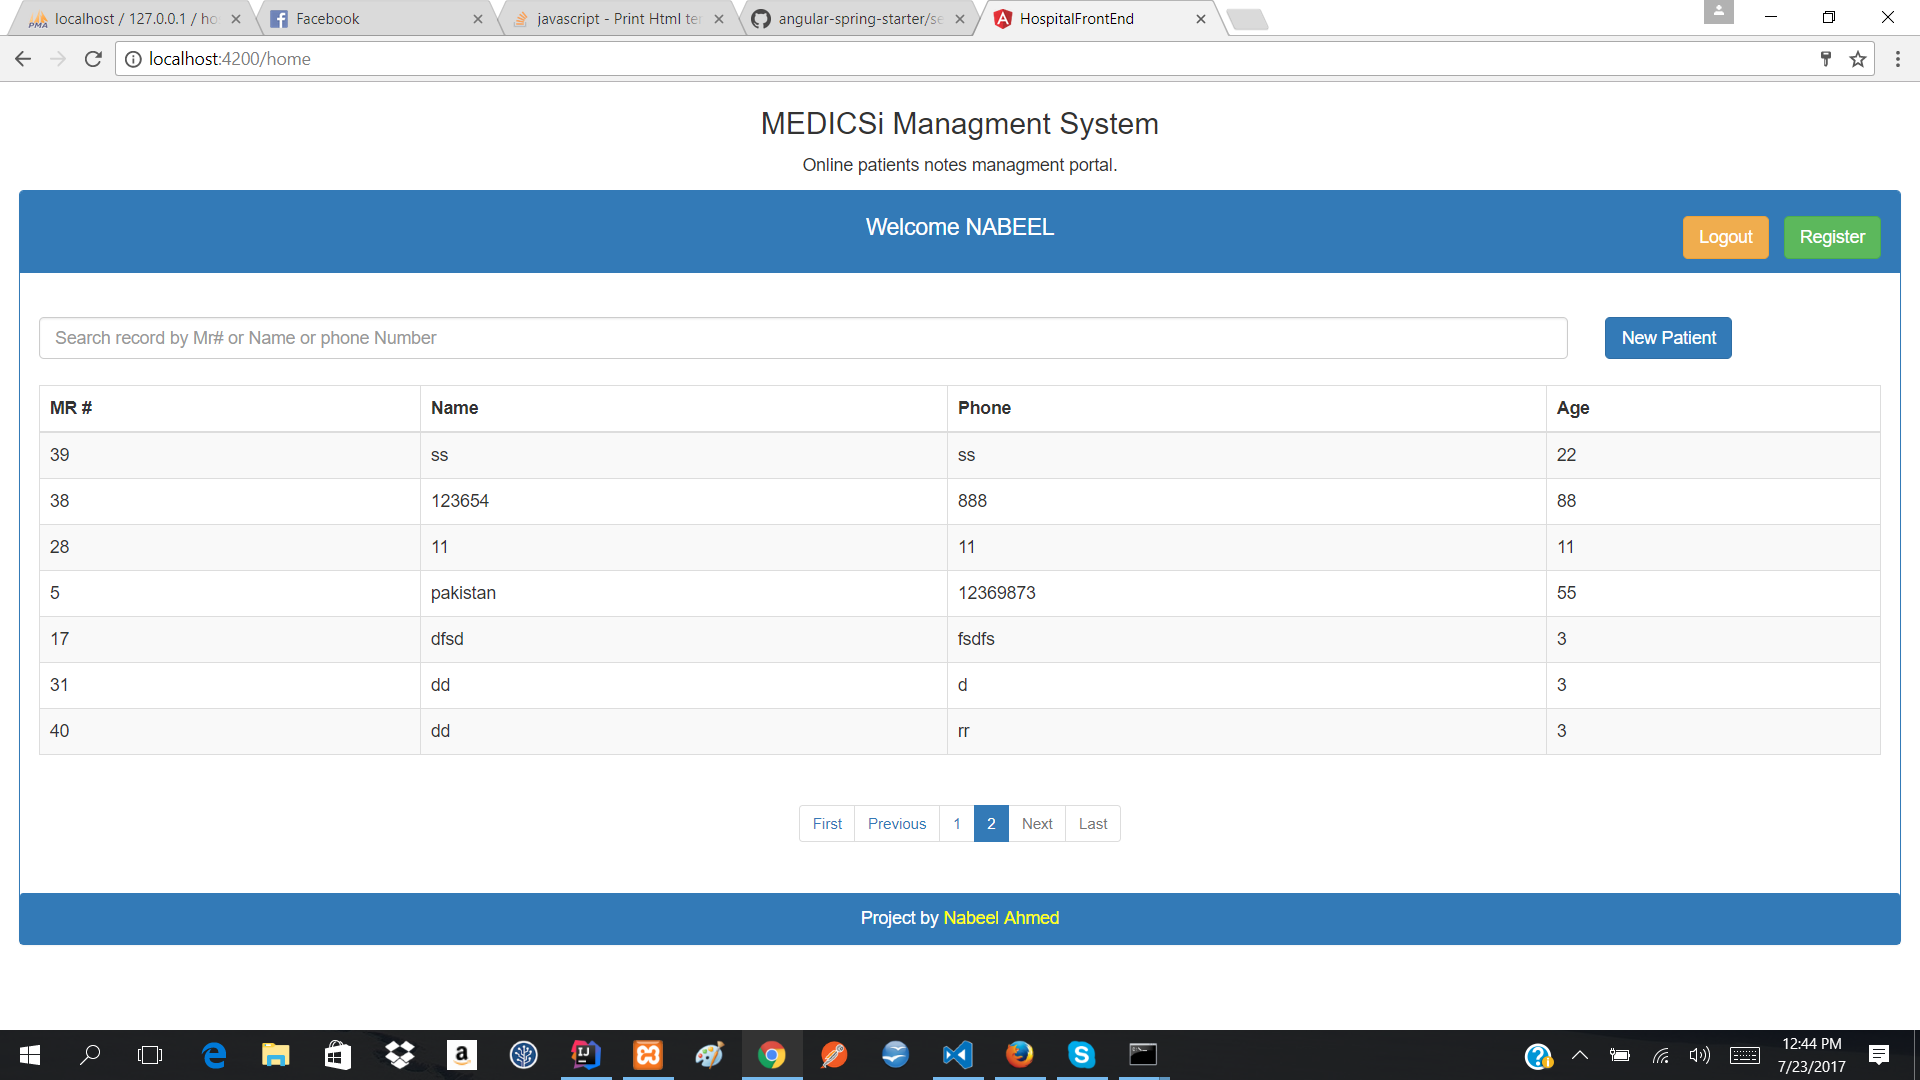 localhost / 127.0.0.1 / ho
Facebook
javascript - Print Html te
angular-spring-starter/se
HospitalFrontEnd
localhost:4200/home
MEDICSi Managment System
Online patients notes managment portal.
Welcome NABEEL
Logout
Register
Search record by Mr# or Name or phone Number
New Patient
MR # Name Phone Age
39 ss ss 22
38 123654 888 88
28 11 11 11
5 pakistan 12369873 55
17 dfsd fsdfs 3
31 dd d 3
40 dd rr 3
First Previous 1 2 Next Last
Project by Nabeel Ahmed
12:44 PM
7/23/2017